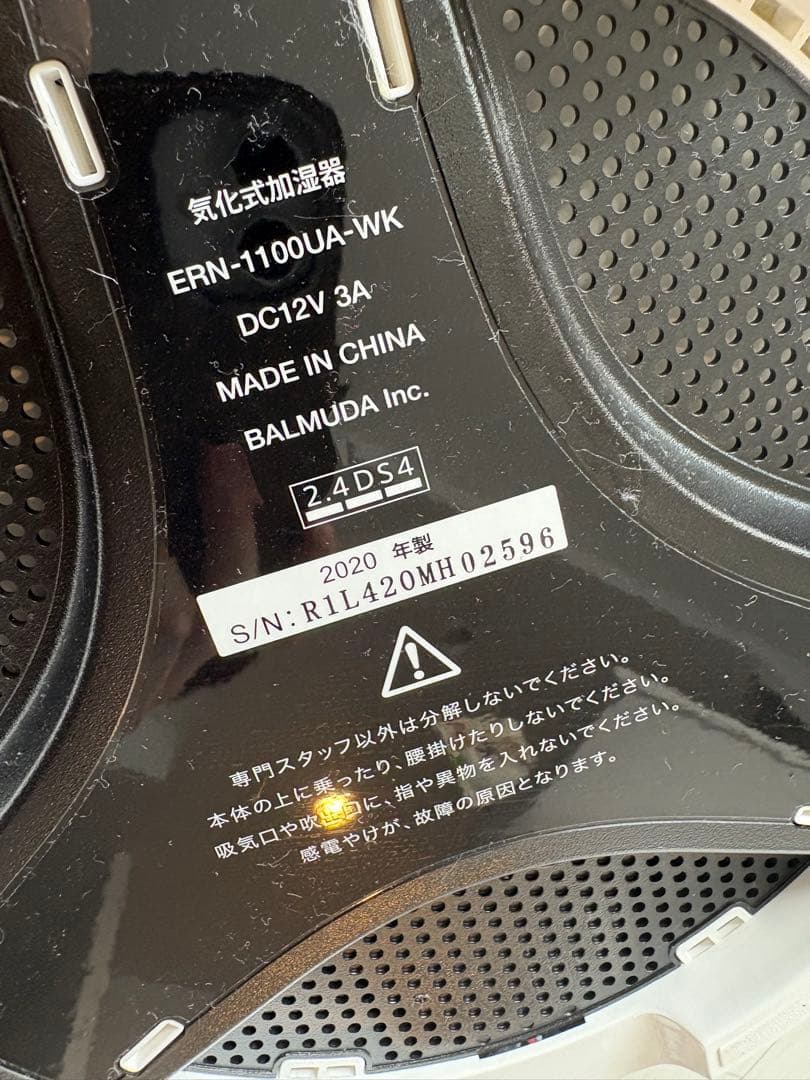 気化式加湿器
ERN-1100UA-WK
DC12V 3A
MADE IN CHINA
BALMUDA Inc.
2.4DS4
2020 年製
S/N: R1L420MH02596
専門スタッフ以外は分解しないでください。
本体の上に乗ったり、腰掛けたりしないでください。
吸気口や吹出口に、指や異物を入れないでください。
感電やけが、故障の原因となります。